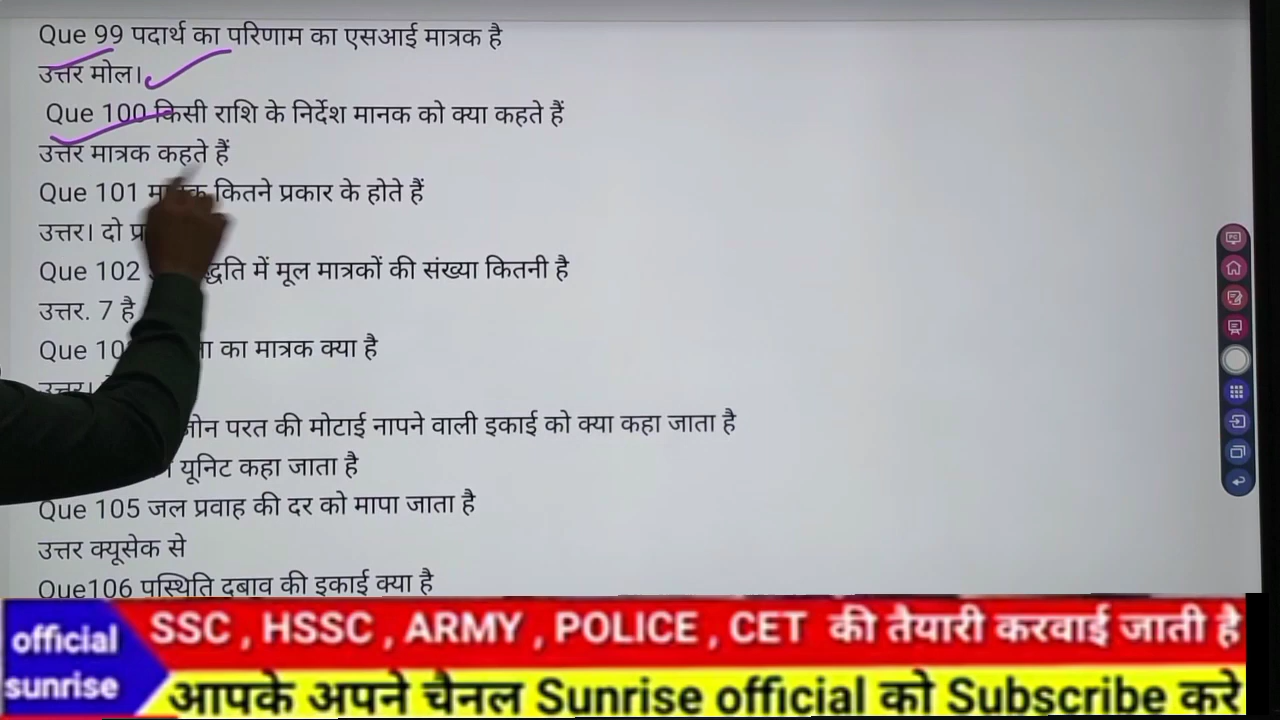 Que 99 पदार्थ का परिणाम का एसआई मात्रक है
उत्तर मोल।
Que 100 किसी राशि के निर्देश मानक को क्या कहते हैं
उत्तर मात्रक कहते हैं
Que 101 कितने प्रकार के होते हैं
उत्तर। दो
Que 102 में मूल मात्रकों की संख्या कितनी है
उत्तर. 7 है
Que का मात्रक क्या है
उत्तर।
परत की मोटाई नापने वाली इकाई को क्या कहा जाता है
यूनिट कहा जाता है
Que 105 जल प्रवाह की दर को मापा जाता है
उत्तर क्यूसेक से
Que106 पस्थिति दबाव की इकाई क्या है
official sunrise
SSC , HSSC , ARMY , POLICE , CET की तैयारी करवाई जाती है
आपके अपने चैनल Sunrise official को Subscribe करे